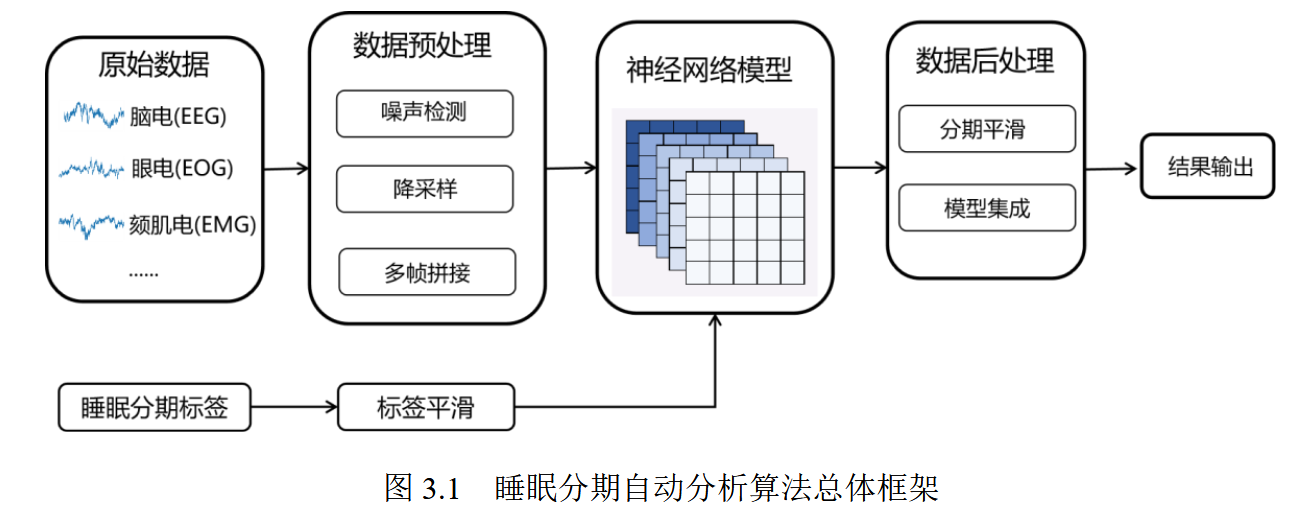 原始数据
脑电(EEG)
眼电(EOG)
颏肌电(EMG)
......
数据预处理
噪声检测
降采样
多帧拼接
神经网络模型
数据后处理
分期平滑
模型集成
结果输出
睡眠分期标签
标签平滑
图 3.1 睡眠分期自动分析算法总体框架